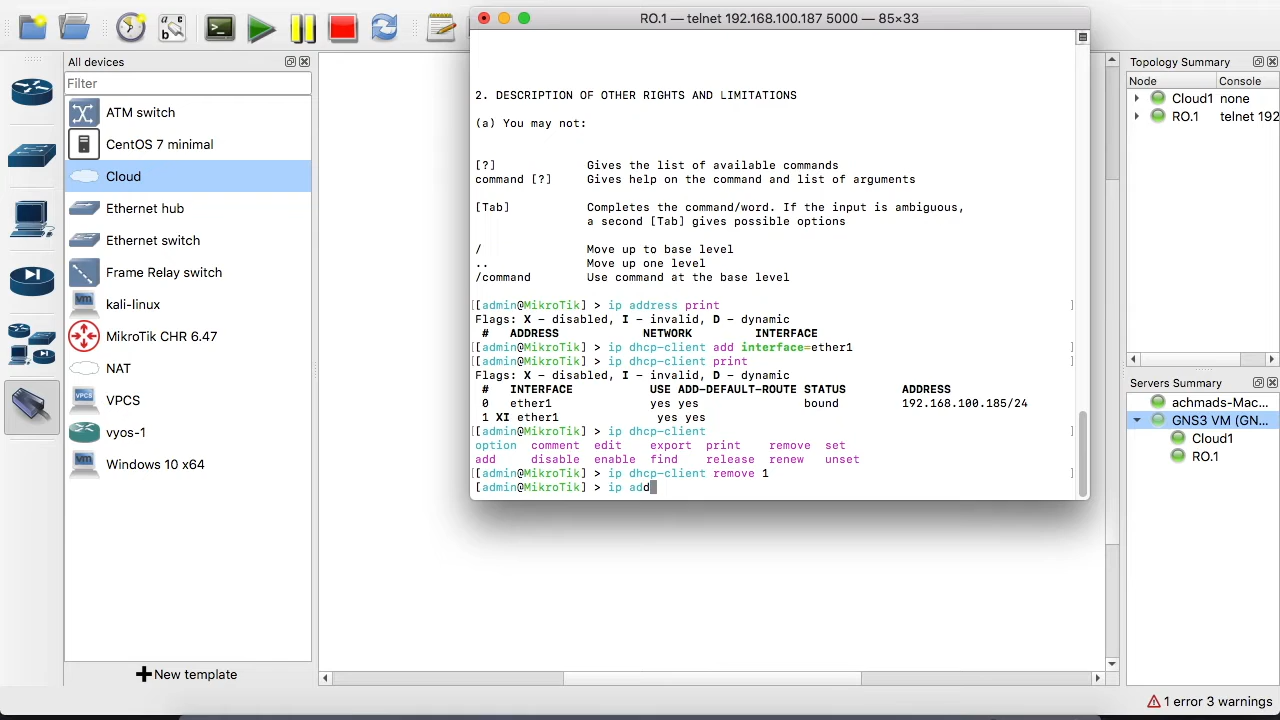 RO.1 — telnet 192.168.100.187 5000 — 85×33
All devices
Filter
ATM switch
CentOS 7 minimal
Cloud
Ethernet hub
Ethernet switch
Frame Relay switch
vm kali-linux
MikroTik CHR 6.47
NAT
VPCS VPCS
vyos-1
vm Windows 10 x64
New template
2. DESCRIPTION OF OTHER RIGHTS AND LIMITATIONS
(a) You may not:
[?] Gives the list of available commands
command [?] Gives help on the command and list of arguments
[Tab] Completes the command/word. If the input is ambiguous,
a second [Tab] gives possible options
/ Move up to base level
.. Move up one level
/command Use command at the base level
[[admin@MikroTik] > ip address print ]
Flags: X - disabled, I - invalid, D - dynamic
# ADDRESS NETWORK INTERFACE
[[admin@MikroTik] > ip dhcp-client add interface=ether1 ]
[[admin@MikroTik] > ip dhcp-client print ]
Flags: X - disabled, I - invalid, D - dynamic
# INTERFACE USE ADD-DEFAULT-ROUTE STATUS ADDRESS
0 ether1 yes yes bound 192.168.100.185/24
1 XI ether1 yes yes
[[admin@MikroTik] > ip dhcp-client ]
option comment edit export print remove set
add disable enable find release renew unset
[[admin@MikroTik] > ip dhcp-client remove 1 ]
[admin@MikroTik] > ip add
Topology Summary
Node Console
Cloud1 none
RO.1 telnet 192
Servers Summary
achmads-Mac...
GNS3 VM (GN...
Cloud1
RO.1
1 error 3 warnings